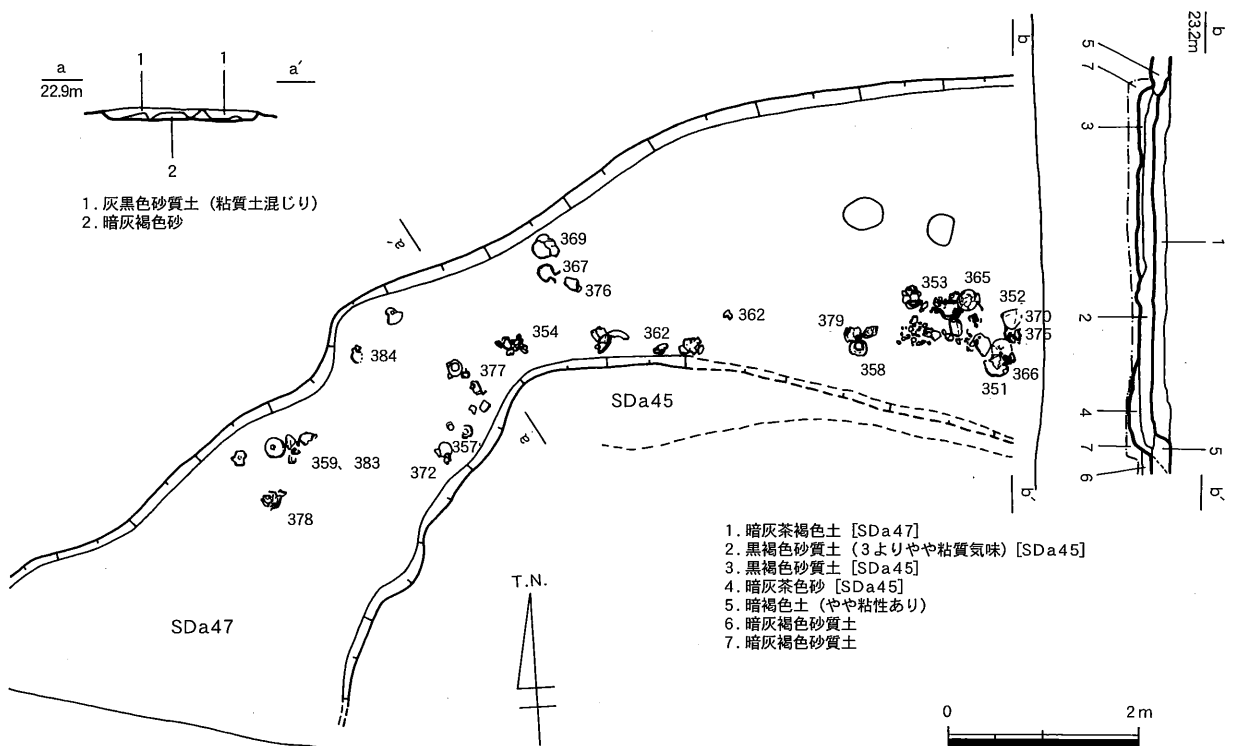 a
22.9m
1
1
a′
2
1. 灰黒色砂質土（粘質土混じり）
2. 暗灰褐色砂
a′
369
367
376
384
354
377
362
362
379
358
353
365
352
370
375
366
351
SDa45
a
357
372
359、383
378
SDa47
T.N.
b
b′
b
23.2m
5
7
3
1
2
4
7
6
5
b′
1. 暗灰茶褐色土 [SDa47]
2. 黒褐色砂質土（3よりやや粘質気味）[SDa45]
3. 黒褐色砂質土 [SDa45]
4. 暗灰茶色砂 [SDa45]
5. 暗褐色土（やや粘性あり）
6. 暗灰褐色砂質土
7. 暗灰褐色砂質土
0
2m